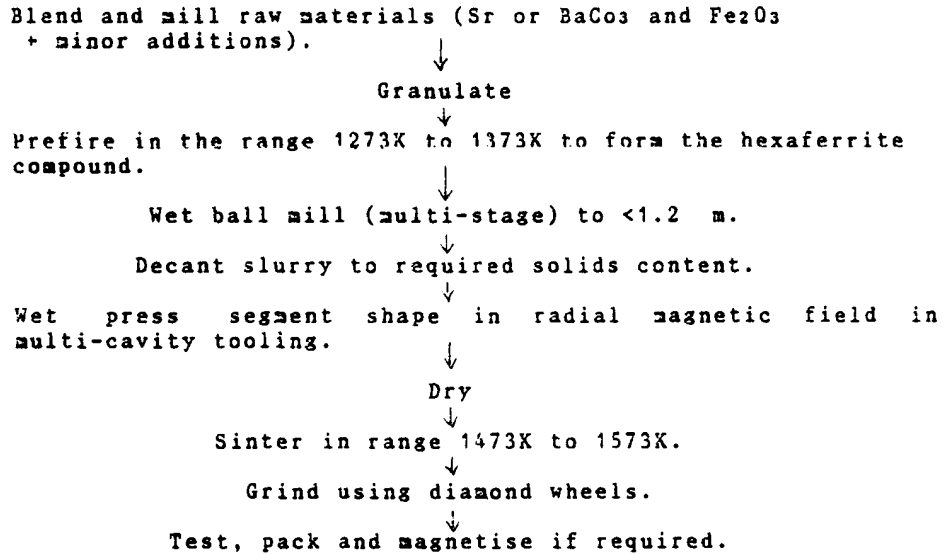 Blend and mill raw materials (Sr or BaCo3 and Fe2O3
+ minor additions).
Granulate
Prefire in the range 1273K to 1373K to form the hexaferrite
compound.
Wet ball mill (multi-stage) to <1.2 m.
Decant slurry to required solids content.
Wet press segment shape in radial magnetic field in
multi-cavity tooling.
Dry
Sinter in range 1473K to 1573K.
Grind using diamond wheels.
Test, pack and magnetise if required.